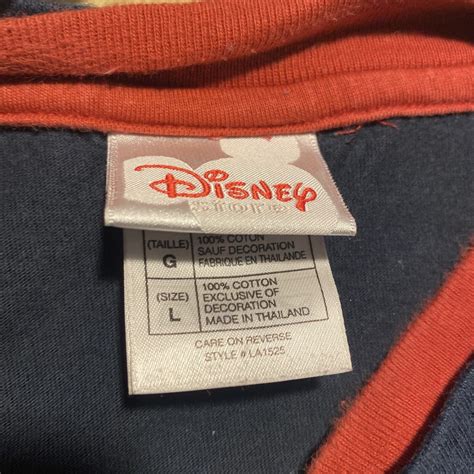 DISNEY
store
(TAILLE)
G
100% COTON
SAUF DECORATION
FABRIQUE EN THAILANDE
(SIZE)
L
100% COTTON
EXCLUSIVE OF
DECORATION
MADE IN THAILAND
CARE ON REVERSE
STYLE # LA1525